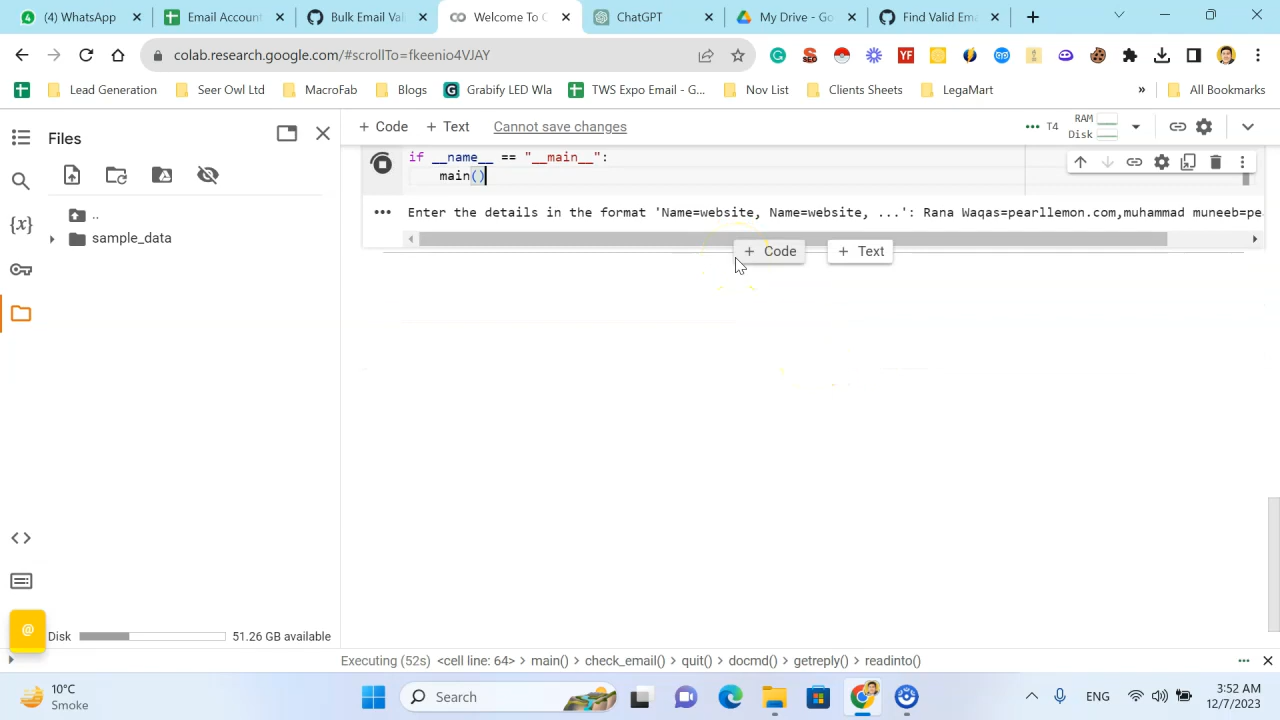 (4) WhatsApp
Email Account
Bulk Email Va
Welcome To C
ChatGPT
My Drive - Go
Find Valid Ema
colab.research.google.com/#scrollTo=fkeenio4VJAY
Lead Generation
Seer Owl Ltd
MacroFab
Blogs
Grabify LED Wla
TWS Expo Email - G...
Nov List
Clients Sheets
LegaMart
»
All Bookmarks
Files
+ Code
+ Text
Cannot save changes
T4
RAM
Disk
..
sample_data
if __name__ == "__main__":
main()
Enter the details in the format 'Name=website, Name=website, ...': Rana Waqas=pearllemon.com,muhammad muneeb=pea
+ Code
+ Text
Disk
51.26 GB available
Executing (52s) <cell line: 64> > main() > check_email() > quit() > docmd() > getreply() > readinto()
10°C
Smoke
Search
ENG
3:52 AM
12/7/2023